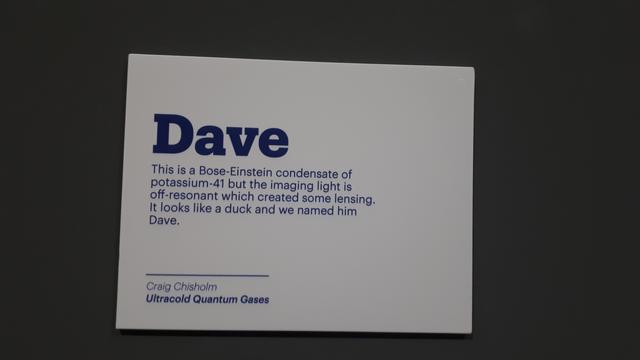 Dave
This is a Bose-Einstein condensate of
potassium-41 but the imaging light is
off-resonant which created some lensing.
It looks like a duck and we named him
Dave.
Craig Chisholm
Ultracold Quantum Gases